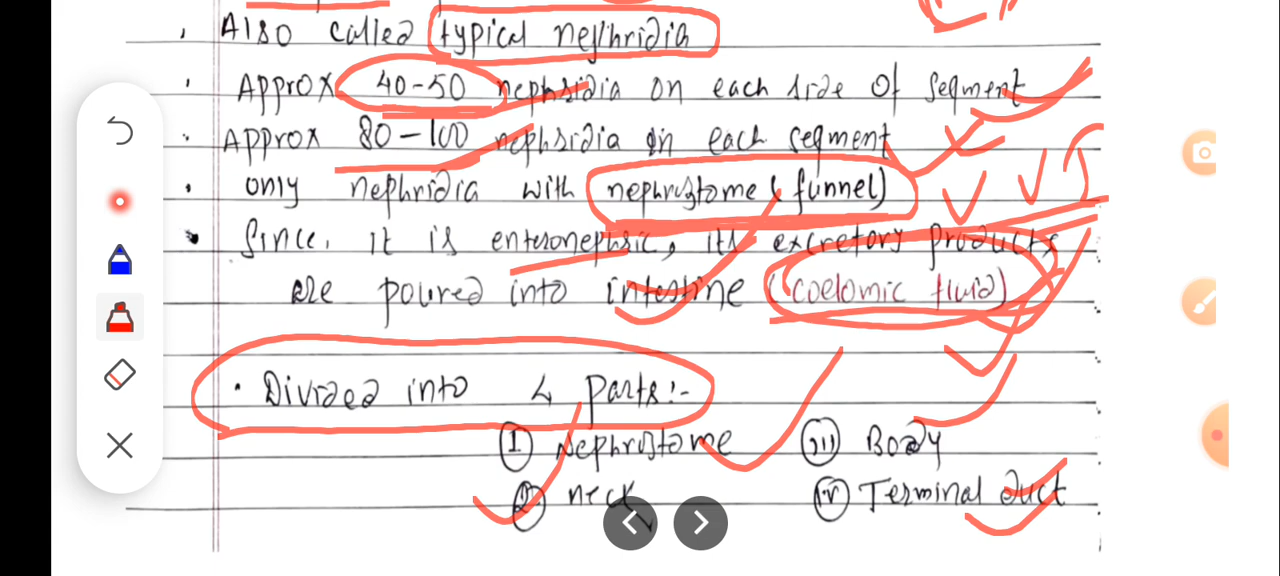 Also called typical nephridia
Approx 40-50 nephridia on each side of segment
Approx 80-100 nephridia in each segment
only nephridia with nephrostome (funnel)
Since, it is enteronephric, its excretory products
are poured into intestine (coelomic fluid)
• Divided into 4 parts:-
(I) Nephrostome (iii) Body
(2) neck (iv) Terminal duct